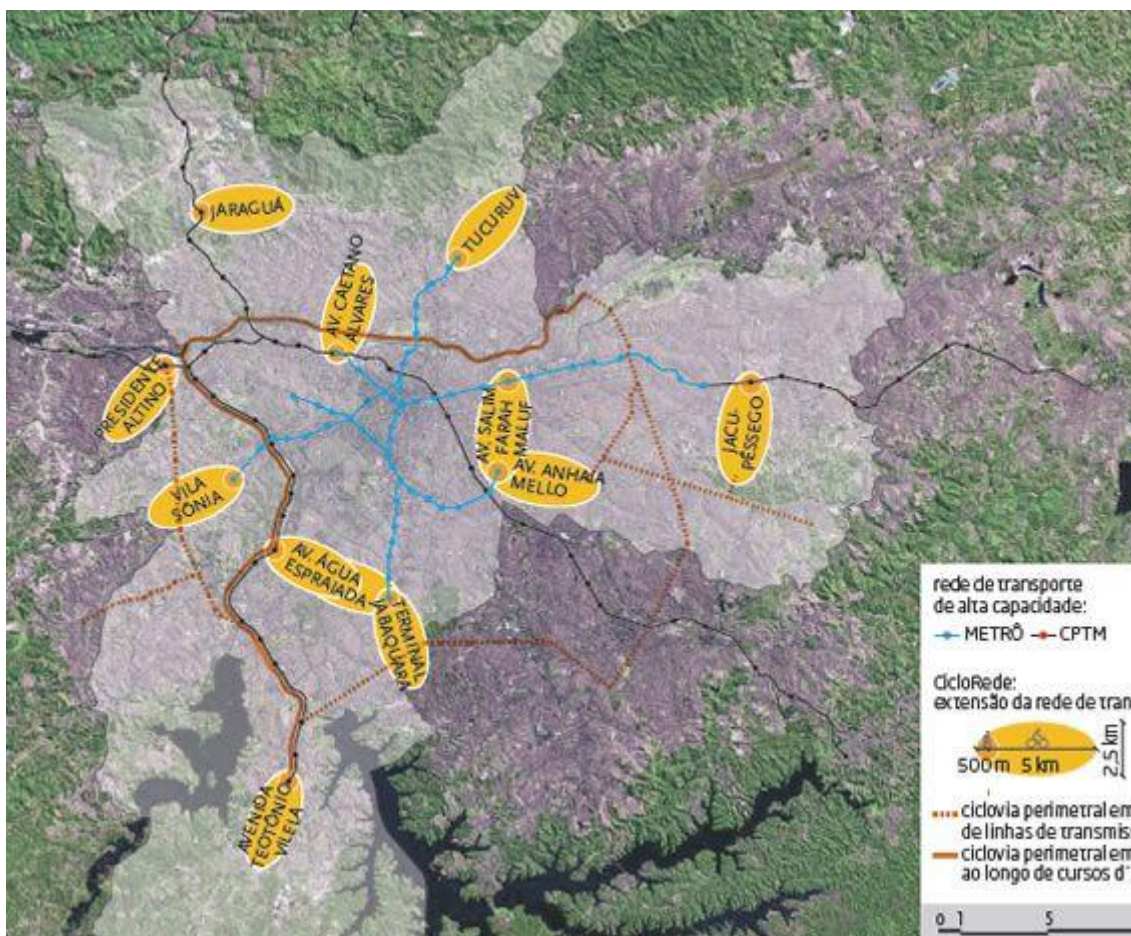 JARAGUÁ
TUCURUVI
AV. CAETANO
ALVARES
PRESIDENTE
ALTINO
AV. SALIM
FARAH
MALUF
JACU-
PÊSSEGO
AV. ANHAIA
MELLO
VILA
SÔNIA
AV. ÁGUA
ESPRAIADA
TERMINAL
JABAQUARA
AVENIDA
TEOTÔNIO
VILELA
rede de transporte
de alta capacidade:
METRÔ CPTM
CicloRede:
extensão da rede de tran
500 m 5 km
2,5 km
ciclovia perimetral em
de linhas de transmis
ciclovia perimetral em
ao longo de cursos d'
0 1 5